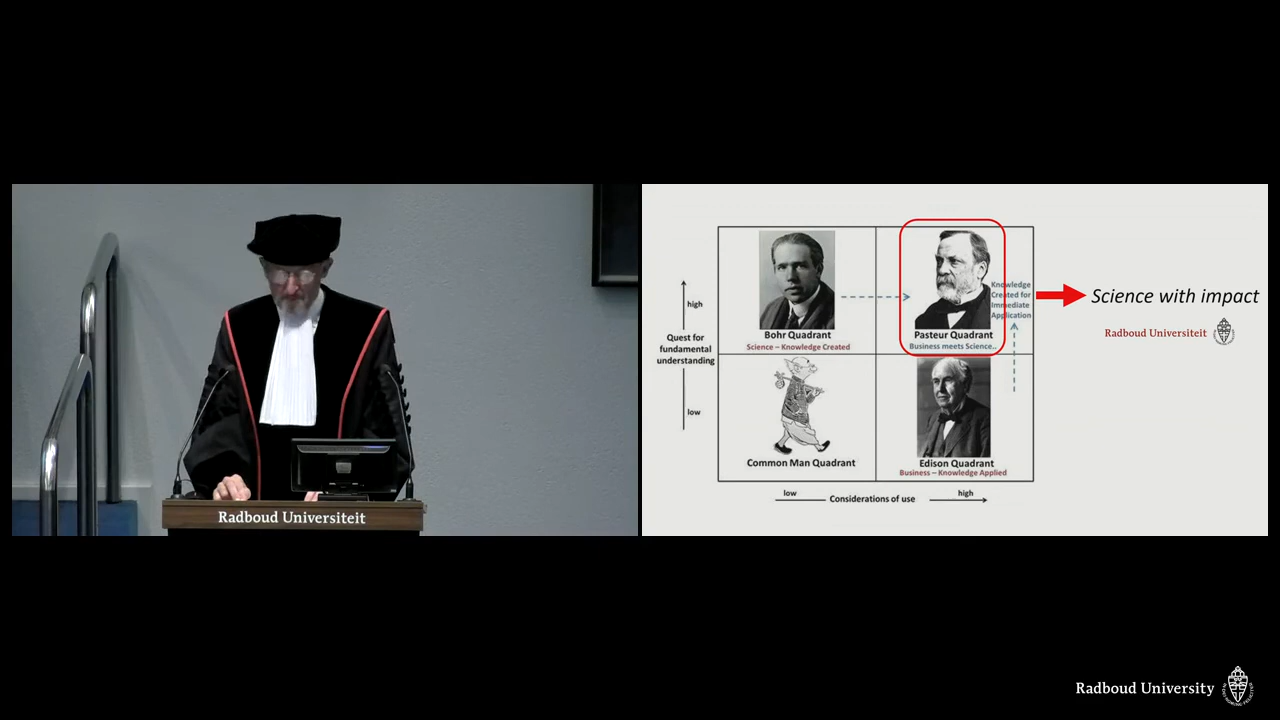 Radboud Universiteit
high
Quest for
fundamental
understanding
low
Bohr Quadrant
Science – Knowledge Created
Pasteur Quadrant
Business meets Science..
Knowledge
Created for
Immediate
Application
Common Man Quadrant
Edison Quadrant
Business – Knowledge Applied
low
Considerations of use
high
Science with impact
Radboud Universiteit
Radboud University